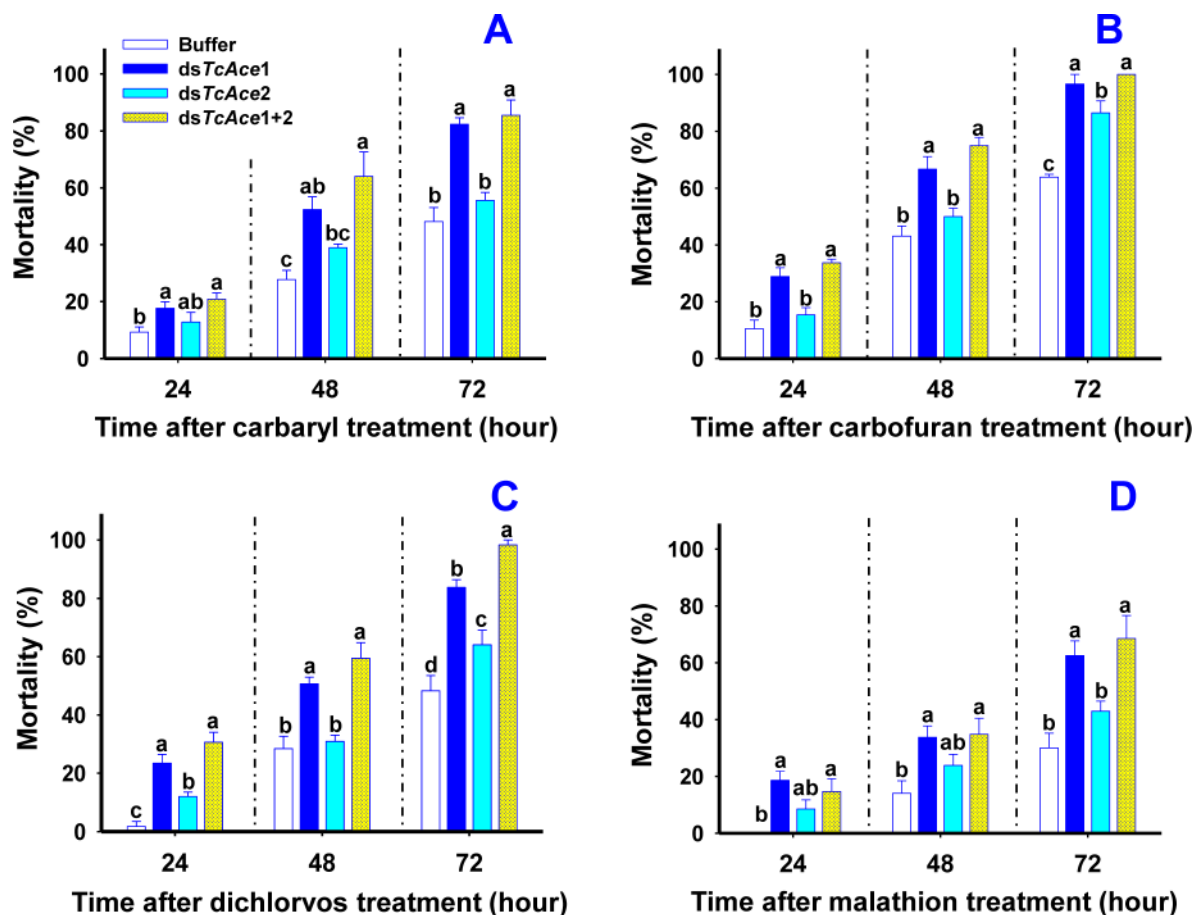 A
Buffer
dsTcAce1
dsTcAce2
dsTcAce1+2
Mortality (%)
100
80
60
40
20
0
b
a
ab
a
c
ab
bc
a
b
a
b
a
24
48
72
Time after carbaryl treatment (hour)
B
Mortality (%)
100
80
60
40
20
0
b
a
b
a
b
a
b
a
c
a
b
a
24
48
72
Time after carbofuran treatment (hour)
C
Mortality (%)
100
80
60
40
20
0
c
a
b
a
b
a
b
a
d
b
c
a
24
48
72
Time after dichlorvos treatment (hour)
D
Mortality (%)
100
80
60
40
20
0
b
a
ab
a
b
a
ab
a
b
a
b
a
24
48
72
Time after malathion treatment (hour)